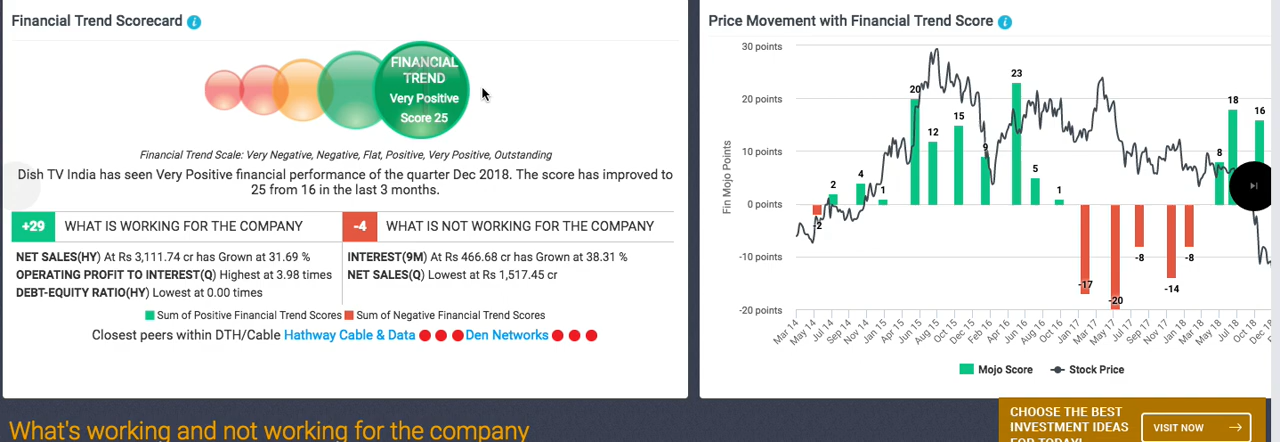 Financial Trend Scorecard
FINANCIAL
TREND
Very Positive
Score 25
Financial Trend Scale: Very Negative, Negative, Flat, Positive, Very Positive, Outstanding
Dish TV India has seen Very Positive financial performance of the quarter Dec 2018. The score has improved to
25 from 16 in the last 3 months.
+29 WHAT IS WORKING FOR THE COMPANY
-4 WHAT IS NOT WORKING FOR THE COMPANY
NET SALES(HY) At Rs 3,111.74 cr has Grown at 31.69 %
OPERATING PROFIT TO INTEREST(Q) Highest at 3.98 times
DEBT-EQUITY RATIO(HY) Lowest at 0.00 times
INTEREST(9M) At Rs 466.68 cr has Grown at 38.31 %
NET SALES(Q) Lowest at Rs 1,517.45 cr
Sum of Positive Financial Trend Scores Sum of Negative Financial Trend Scores
Closest peers within DTH/Cable Hathway Cable & Data Den Networks
Price Movement with Financial Trend Score
Fin Mojo Points
30 points
20 points
10 points
0 points
-10 points
-20 points
-2
2
4
1
20
12
15
9
23
5
1
-17
-20
-8
-14
-8
8
18
16
Mar 14
May 14
Jul 14
Sep 14
Nov 14
Jan 15
Apr 15
Jun 15
Aug 15
Oct 15
Dec 15
Feb 16
Apr 16
Jun 16
Aug 16
Oct 16
Jan 17
Mar 17
May 17
Jul 17
Sep 17
Nov 17
Jan 18
Mar 18
May 18
Jul 18
Oct 18
Dec 18
Mojo Score Stock Price
What's working and not working for the company
CHOOSE THE BEST
INVESTMENT IDEAS
FOR TODAY!
VISIT NOW